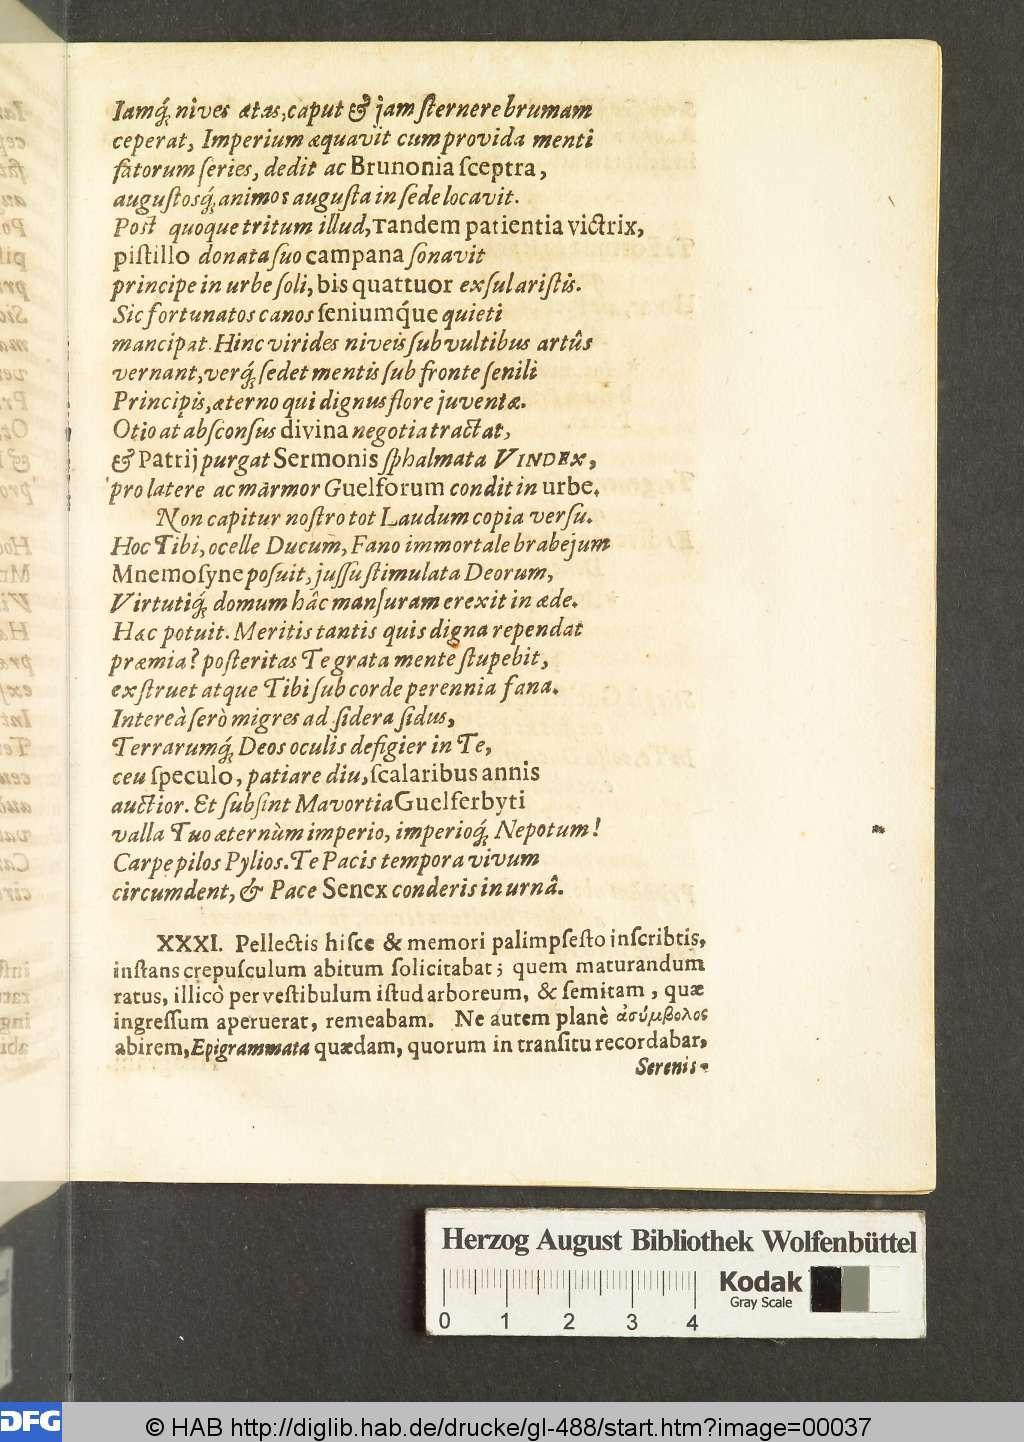 Iamq́; nives ætas, caput & jam ſternere brumam
ceperat, Imperium æquavit cum provida menti
fatorum ſeries, dedit ac Brunonia ſceptra,
auguſtosq́; animos auguſta in ſede locavit.
Poſt quoque tritum illud, Tandem patientia victrix,
piſtillo donata ſuo campana ſonavit
principe in urbe ſoli, bis quattuor exſul ariſtis.
Sic fortunatos canos ſeniumq́ue quieti
mancipat. Hinc virides niveis ſub vultibus artûs
vernant, verq́; ſedet mentis ſub fronte ſenili
Principis, æterno qui dignus flore juventæ.
Otio at abſconſus divina negotia tractat,
& Patrij purgat Sermonis ſphalmata VINDEX,
pro latere ac marmor Guelforum condit in urbe.
Non capitur noſtro tot Laudum copia verſu.
Hoc Tibi, ocelle Ducum, Fano immortale brabejum
Mnemoſyne poſuit, juſſu ſtimulata Deorum,
Virtutiq́; domum hâc manſuram erexit in æde.
Hæc potuit. Meritis tantis quis digna rependat
præmia? poſteritas Te grata mente ſtupebit,
exſtruet atque Tibi ſub corde perennia fana.
Intereà ſerò migres ad ſidera ſidus,
Terrarumq́; Deos oculis defigier in Te,
ceu ſpeculo, patiare diu, ſcalaribus annis
auctior. Et ſubſint Mavortia Guelferbyti
valla Tuo æternùm imperio, imperioq́; Nepotum!
Carpe pilos Pylios. Te Pacis tempora vivum
circumdent, & Pace Senex conderis in urnâ.
XXXI. Pellectis hiſce & memori palimpſeſto inſcribtis,
inſtans crepuſculum abitum ſolicitabat; quem maturandum
ratus, illicò per veſtibulum iſtud arboreum, & ſemitam, quæ
ingreſſum aperuerat, remeabam. Ne autem planè ἀσύμβολος
abirem, Epigrammata quædam, quorum in tranſitu recordabar,
Serenis-
Herzog August Bibliothek Wolfenbüttel
Kodak
Gray Scale
0 1 2 3 4
DFG
© HAB http://diglib.hab.de/drucke/gl-488/start.htm?image=00037